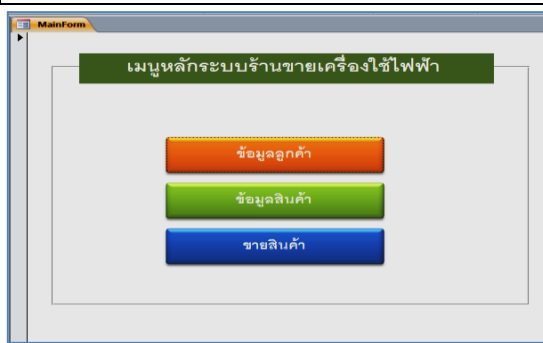 MainForm
เมนูหลักระบบร้านขายเครื่องใช้ไฟฟ้า
ข้อมูลลูกค้า
ข้อมูลสินค้า
ขายสินค้า